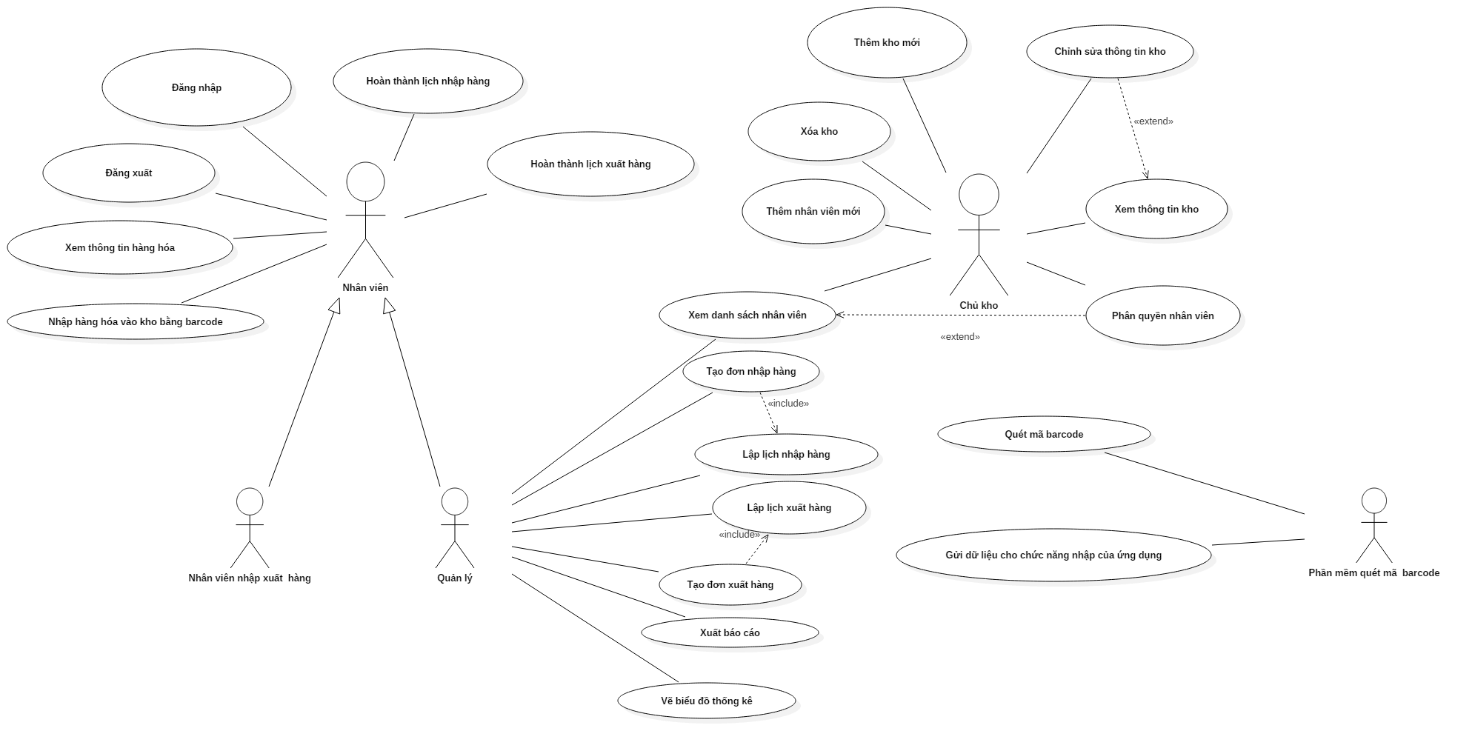 Thêm kho mới
Chỉnh sửa thông tin kho
Đăng nhập
Hoàn thành lịch nhập hàng
«extend»
Xóa kho
Hoàn thành lịch xuất hàng
Đăng xuất
Thêm nhân viên mới
Xem thông tin kho
Xem thông tin hàng hóa
Nhân viên
Chủ kho
Nhập hàng hóa vào kho bằng barcode
Xem danh sách nhân viên
Phân quyền nhân viên
«extend»
Tạo đơn nhập hàng
«include»
Quét mã barcode
Lập lịch nhập hàng
Lập lịch xuất hàng
«include»
Gửi dữ liệu cho chức năng nhập của ứng dụng
Nhân viên nhập xuất  hàng
Quản lý
Phần mềm quét mã  barcode
Tạo đơn xuất hàng
Xuất báo cáo
Vẽ biểu đồ thống kê